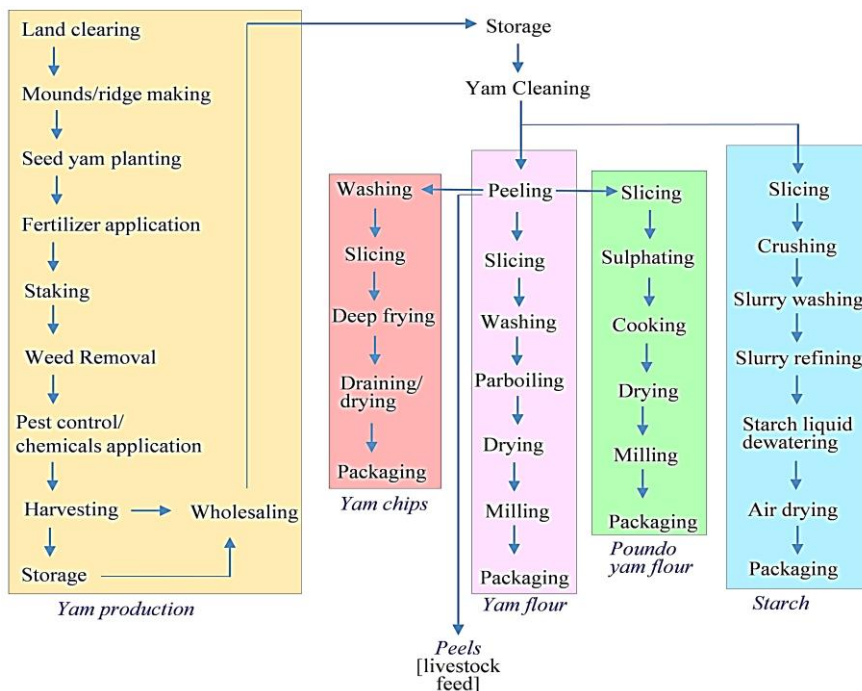 Land clearing
Mounds/ridge making
Seed yam planting
Fertilizer application
Staking
Weed Removal
Pest control/
chemicals application
Harvesting
Wholesaling
Storage
Yam production
Storage
Yam Cleaning
Washing
Slicing
Deep frying
Draining/
drying
Packaging
Yam chips
Peeling
Slicing
Washing
Parboiling
Drying
Milling
Packaging
Yam flour
Peels
[livestock
feed]
Slicing
Sulphating
Cooking
Drying
Milling
Packaging
Poundo
yam flour
Slicing
Crushing
Slurry washing
Slurry refining
Starch liquid
dewatering
Air drying
Packaging
Starch